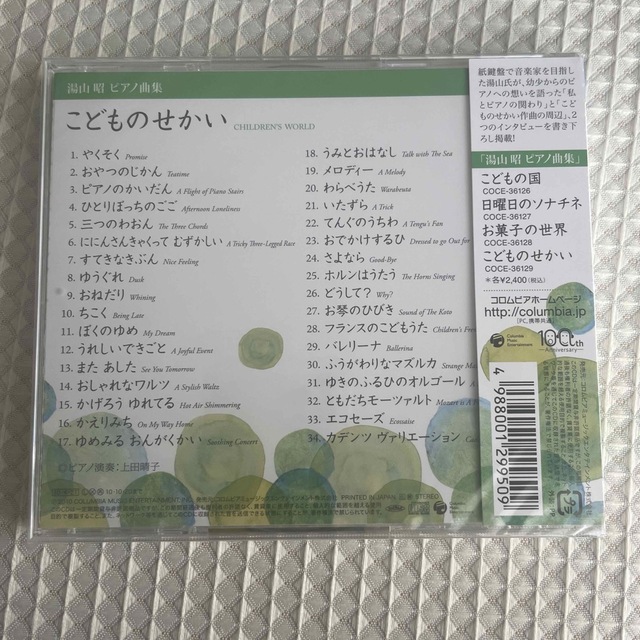 湯山 昭 ピアノ曲集
こどものせかい CHILDREN'S WORLD
1. やくそく Promise
2. おやつのじかん Teatime
3. ピアノのかいだん A Flight of Piano Stairs
4. ひとりぼっちのごご Afternoon Loneliness
5. 三つのわおん The Three Chords
6. ににんさんきゃくって むずかしい A Tricky Three-Legged Race
7. すてきなきぶん Nice Feeling
8. ゆうぐれ Dusk
9. おねだり Whining
10. ちこく Being Late
11. ぼくのゆめ My Dream
12. うれしい できごと A Joyful Event
13. また あした See You Tomorrow
14. おしゃれなワルツ A Stylish Waltz
15. かげろう ゆれてる Hot Air Shimmering
16. かえりみち On My Way Home
17. ゆめみる おんがくかい Concert
18. うみとおはなし Talk with The Sea
19. メロディー A Melody
20. わらべうた Warabeuta
21. いたずら A Trick
22. てんぐのうちわ A Tengu's Fan
23. おでかけするひ Dressed to go Out for
24. さよなら Good-Bye
25. ホルンはうたう The Horns Singing
26. どうして? Why?
27. お琴のひびき Sound of The Koto
28. フランスのこどもうた Children's
29. バレリーナ Ballerina
30. ふうがわりなマズルカ Strange
31. ゆきのふるひのオルゴール
32. ともだちモーツァルト Mozart is A
33. エコセーズ Ecossaise
34. カデンツ ヴァリエーション
ピアノ演奏:上田晴子
PRINTED IN JAPAN
STEREO
紙鍵盤で音楽家を目指し
た湯山氏が、幼少からのピ
アノへの想いを語った「私
とピアノの関わり」と「こど
ものせかい作曲の周辺」、2
つのインタビューを書き下
ろし掲載!
「湯山 昭 ピアノ曲集」
こどもの国
COCE-36126
日曜日のソナチネ
COCE-36127
お菓子の世界
COCE-36128
こどものせかい
COCE-36129
*各¥2,400(税込)
コロムビアホームページ
http://columbia.jp
[PC、携帯共通]
Columbia Music Entertainment
100th
Anniversary
4988001299509